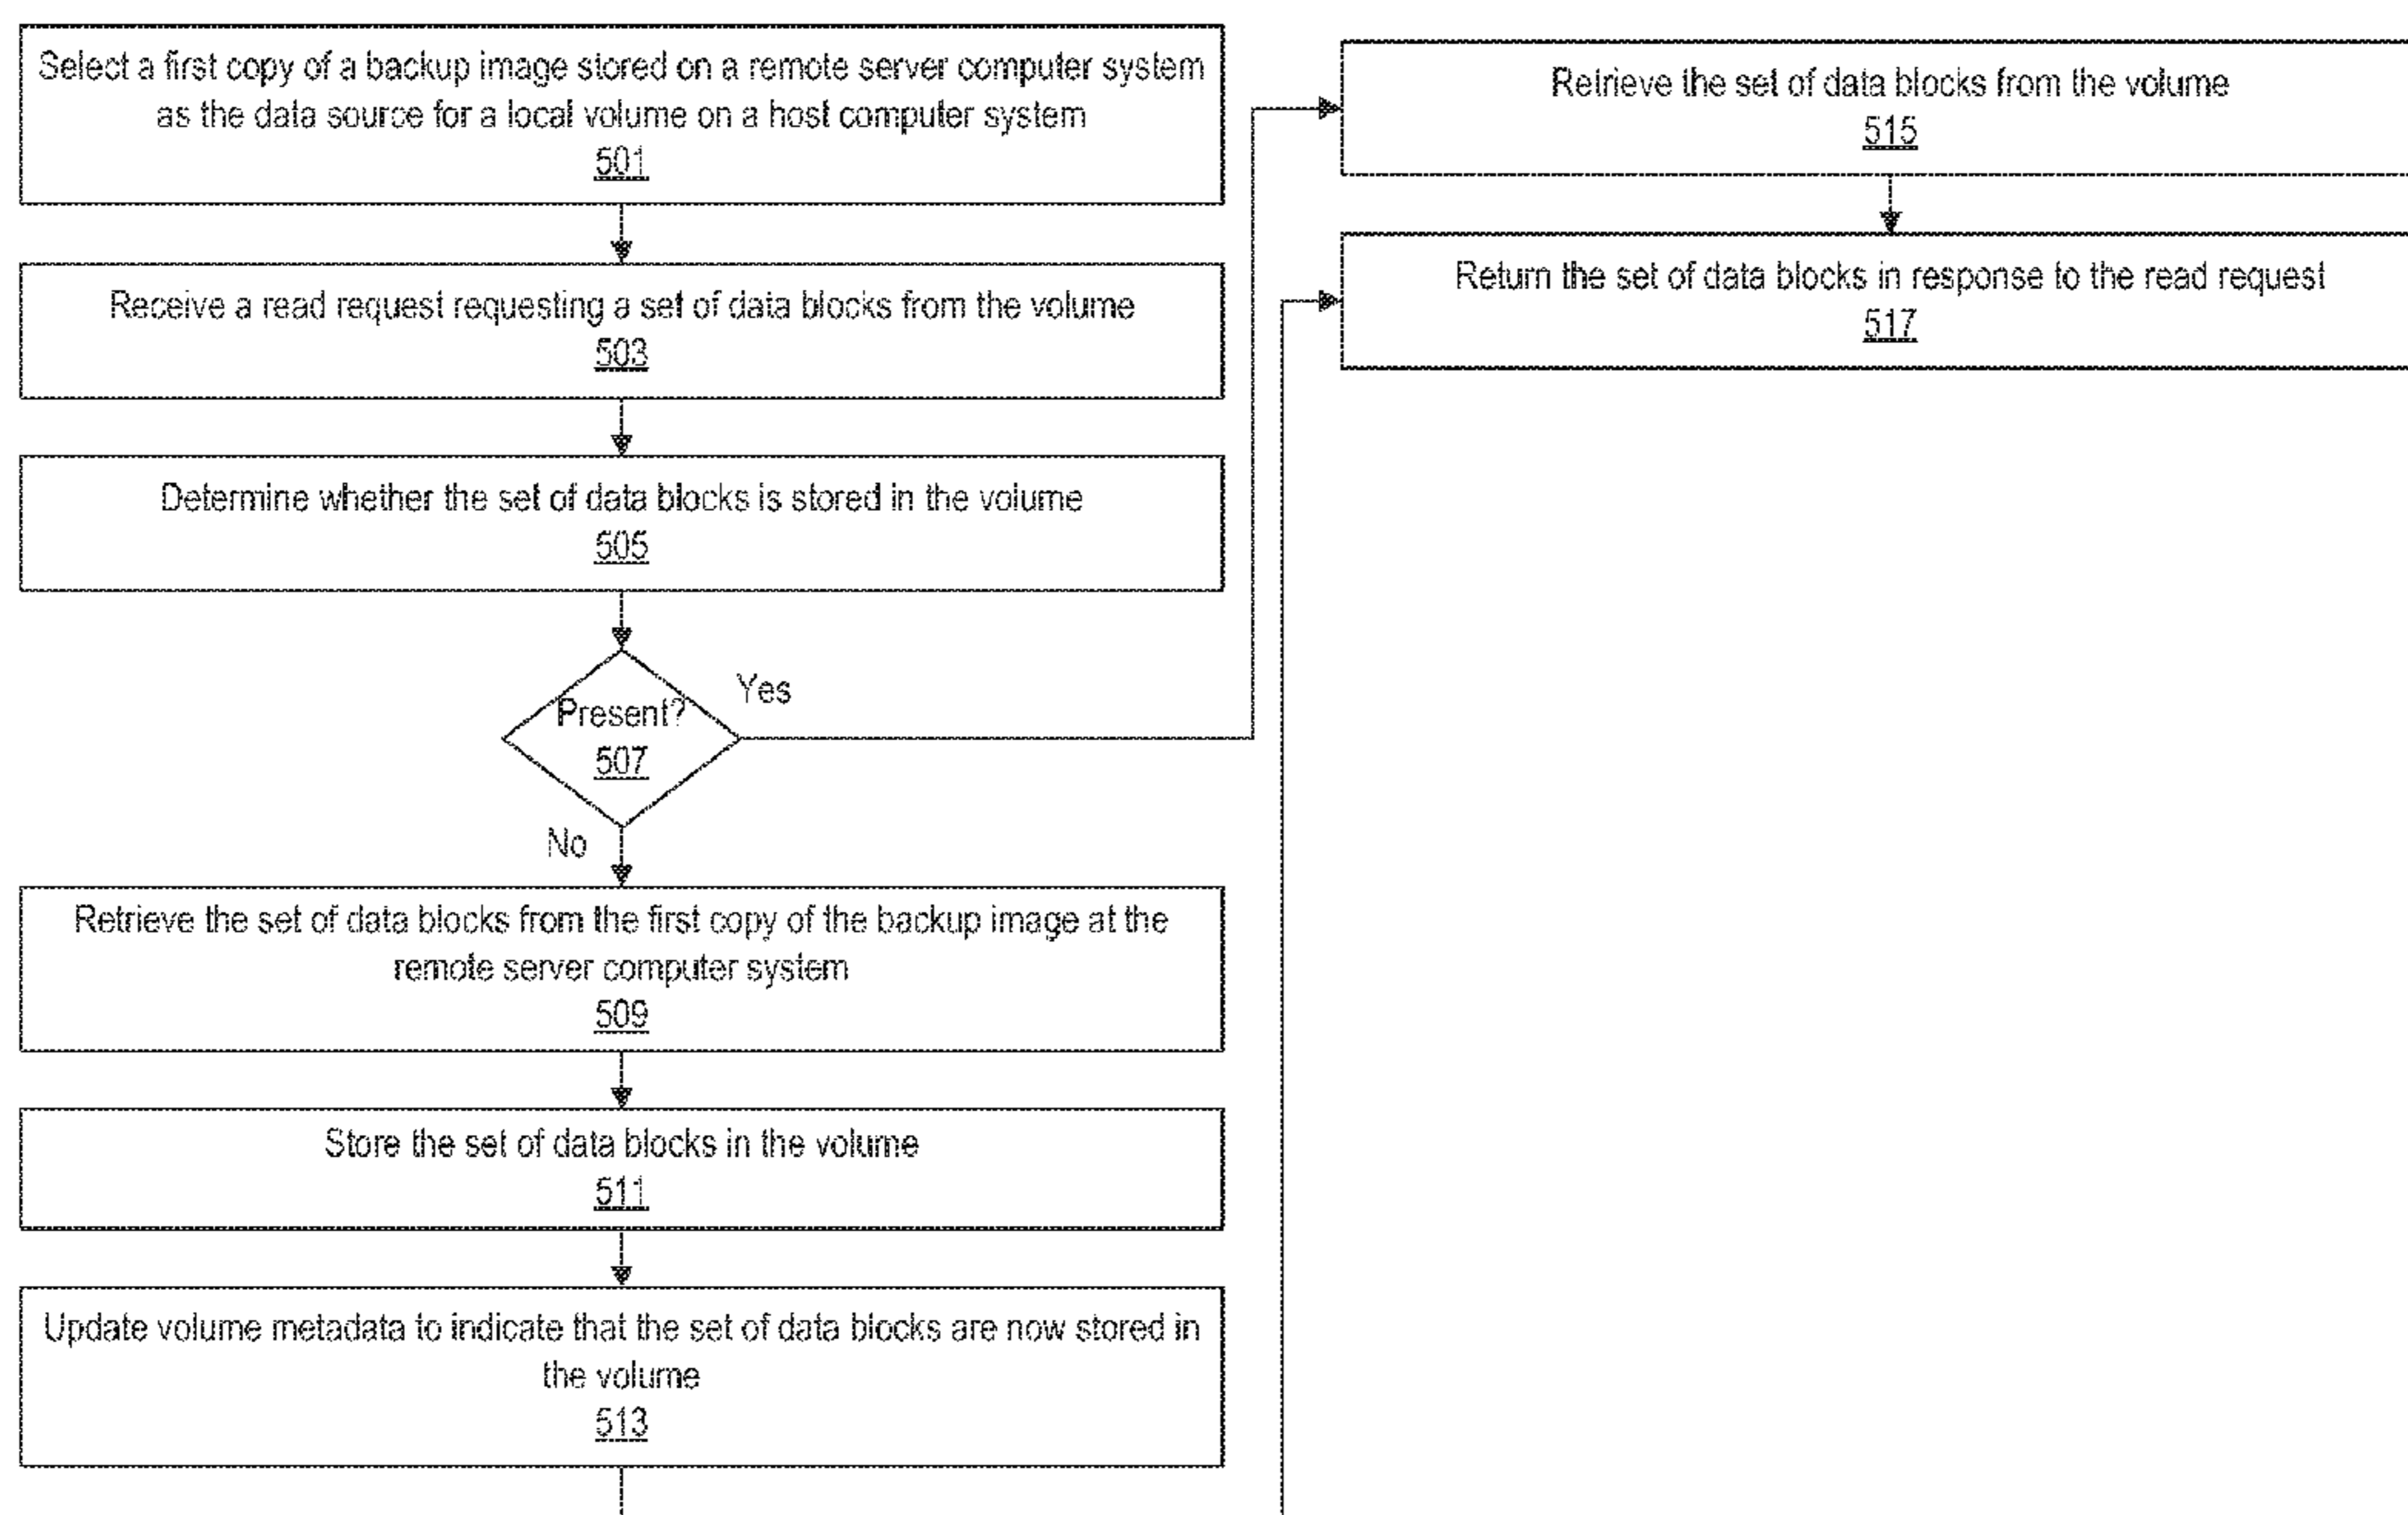 Select a first copy of a backup image stored on a remote server computer system
as the data source for a local volume on a host computer system
501
Receive a read request requesting a set of data blocks from the volume
503
Determine whether the set of data blocks is stored in the volume
505
Present?
507
Yes
No
Retrieve the set of data blocks from the first copy of the backup image at the
remote server computer system
509
Store the set of data blocks in the volume
511
Update volume metadata to indicate that the set of data blocks are now stored in
the volume
513
Retrieve the set of data blocks from the volume
515
Return the set of data blocks in response to the read request
517